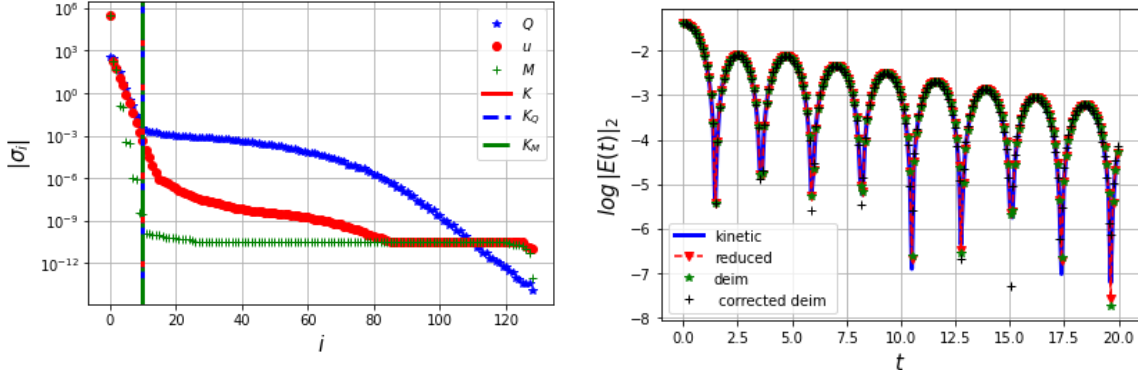 10^6
10^3
10^0
10^{-3}
10^{-6}
10^{-9}
10^{-12}
|σ_i|
0 20 40 60 80 100 120
i
Q
u
M
K
K_Q
K_M
−2
−3
−4
−5
−6
−7
−8
log |E(t)|_2
0.0 2.5 5.0 7.5 10.0 12.5 15.0 17.5 20.0
t
kinetic
reduced
deim
corrected deim